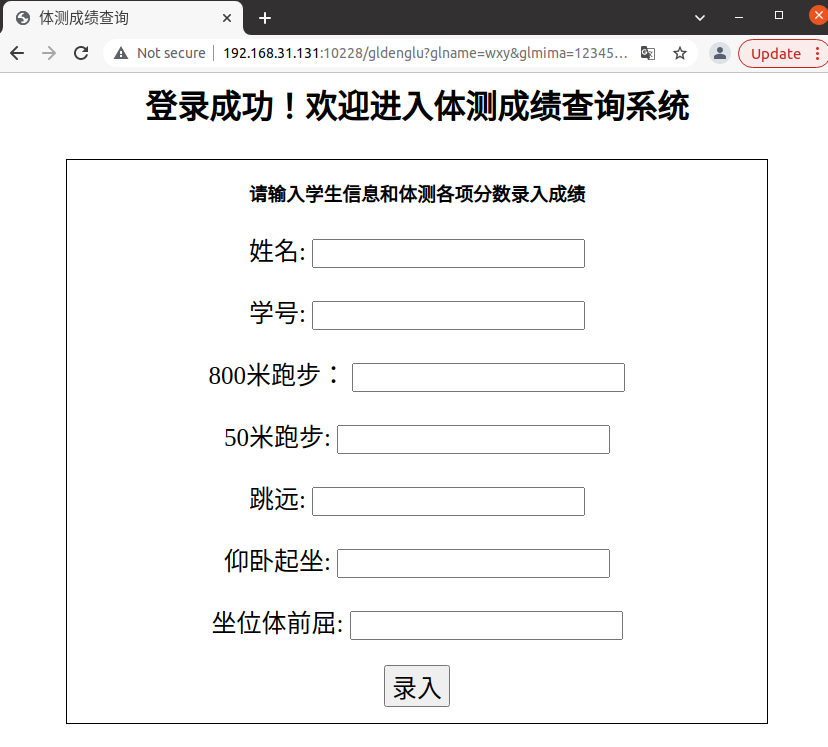 体测成绩查询
Not secure
192.168.31.131:10228/gldenglu?glname=wxy&glmima=12345...
Update
登录成功！欢迎进入体测成绩查询系统
请输入学生信息和体测各项分数录入成绩
姓名:
学号:
800米跑步：
50米跑步:
跳远:
仰卧起坐:
坐位体前屈:
录入